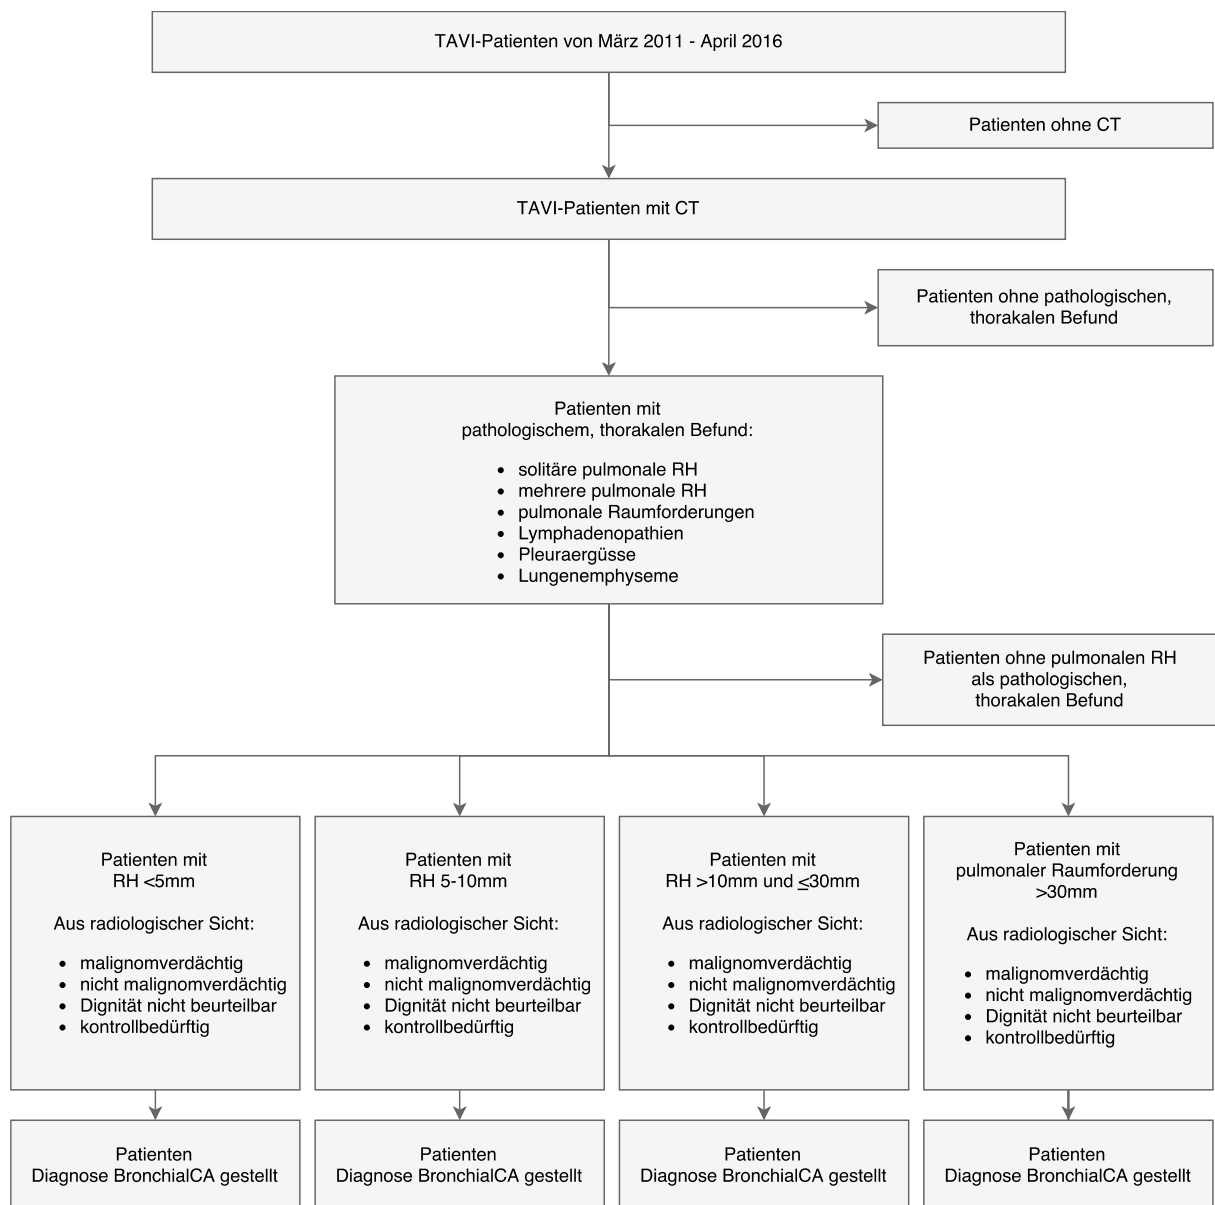 TAVI-Patienten von März 2011 - April 2016
Patienten ohne CT
TAVI-Patienten mit CT
Patienten ohne pathologischen,
thorakalen Befund
Patienten mit
pathologischem, thorakalen Befund:
• solitäre pulmonale RH
• mehrere pulmonale RH
• pulmonale Raumforderungen
• Lymphadenopathien
• Pleuraergüsse
• Lungenemphyseme
Patienten ohne pulmonalen RH
als pathologischen,
thorakalen Befund
Patienten mit
RH <5mm
Aus radiologischer Sicht:
• malignomverdächtig
• nicht malignomverdächtig
• Dignität nicht beurteilbar
• kontrollbedürftig
Patienten mit
RH 5-10mm
Aus radiologischer Sicht:
• malignomverdächtig
• nicht malignomverdächtig
• Dignität nicht beurteilbar
• kontrollbedürftig
Patienten mit
RH >10mm und ≤30mm
Aus radiologischer Sicht:
• malignomverdächtig
• nicht malignomverdächtig
• Dignität nicht beurteilbar
• kontrollbedürftig
Patienten mit
pulmonaler Raumforderung
>30mm
Aus radiologischer Sicht:
• malignomverdächtig
• nicht malignomverdächtig
• Dignität nicht beurteilbar
• kontrollbedürftig
Patienten
Diagnose BronchialCA gestellt
Patienten
Diagnose BronchialCA gestellt
Patienten
Diagnose BronchialCA gestellt
Patienten
Diagnose BronchialCA gestellt